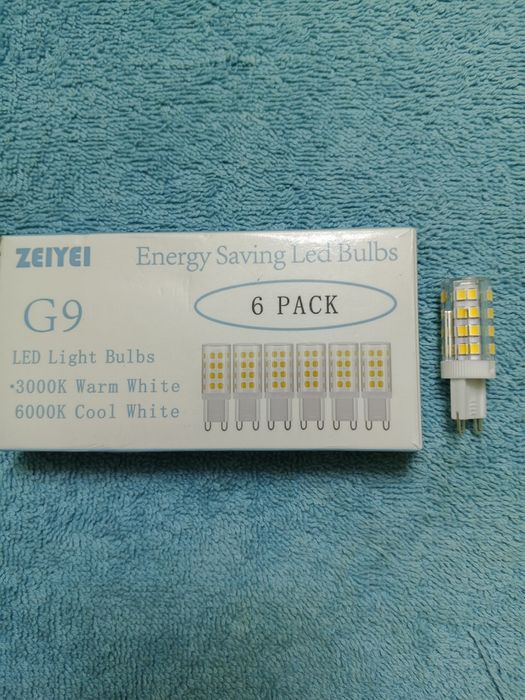 ZEIYEI
Energy Saving Led Bulbs
G9
6 PACK
LED Light Bulbs
•3000K Warm White
6000K Cool White